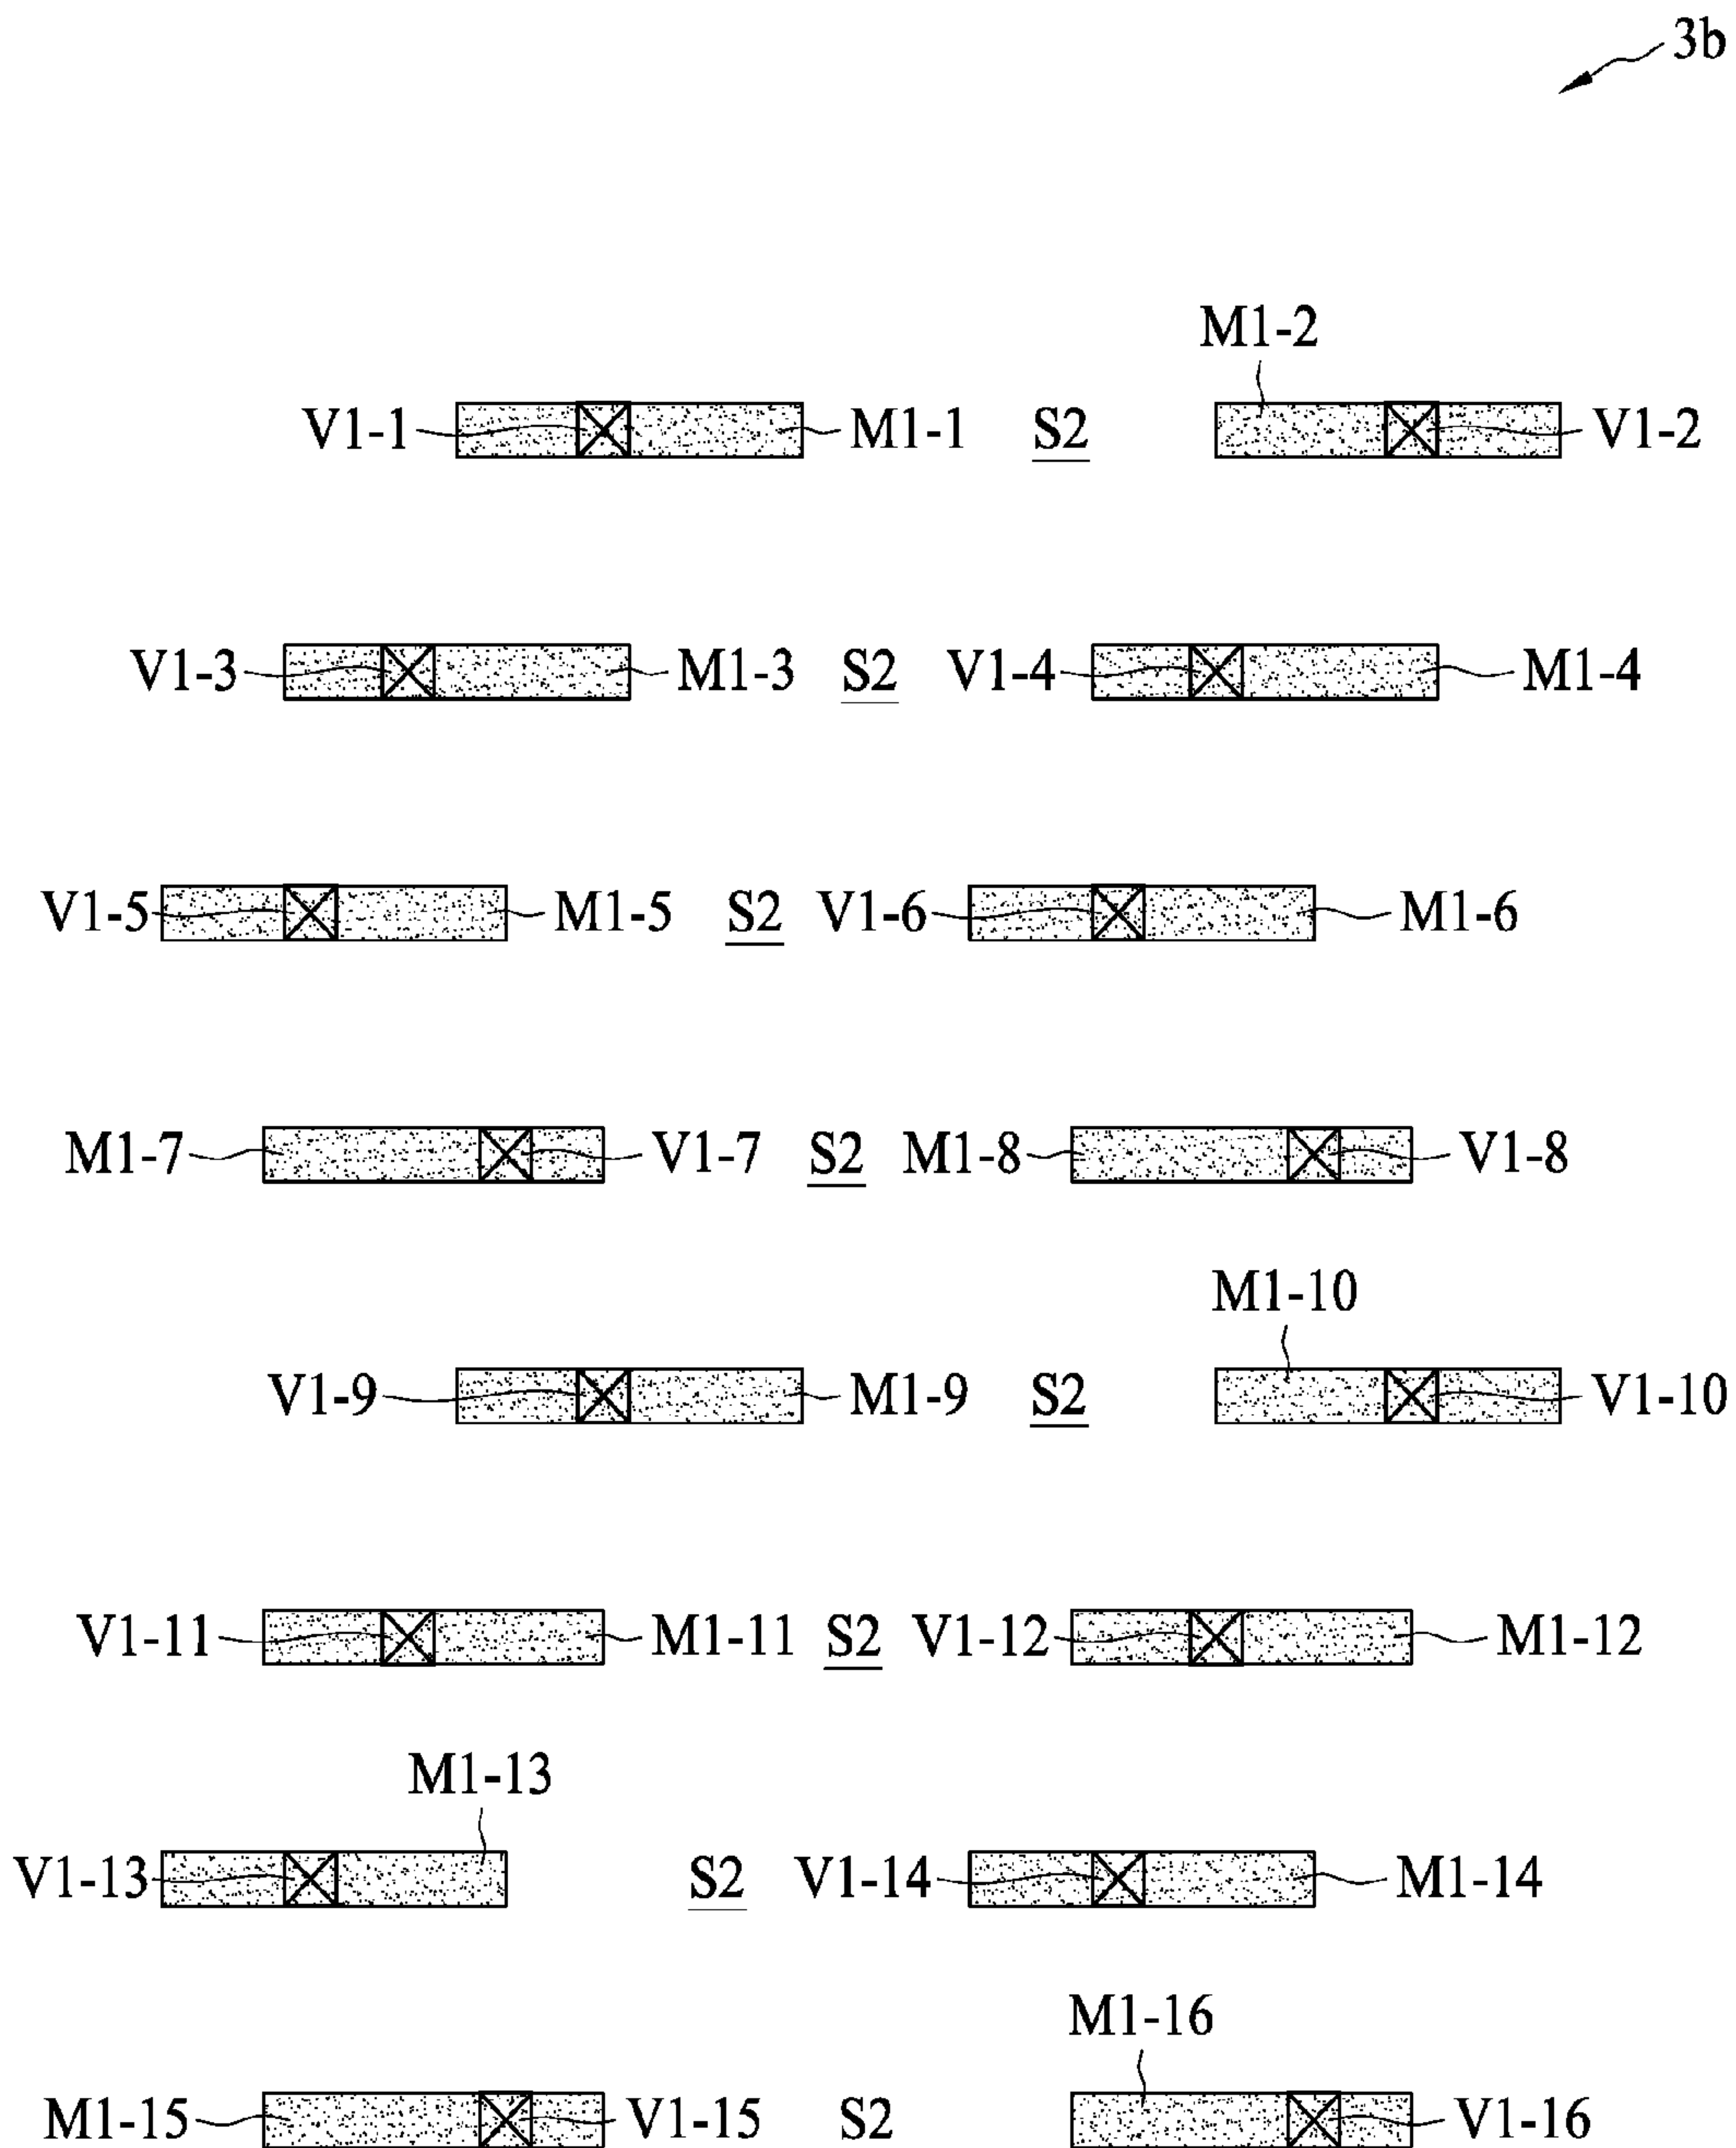 3b
M1-2
V1-1 M1-1 S2 V1-2
V1-3 M1-3 S2 V1-4 M1-4
V1-5 M1-5 S2 V1-6 M1-6
M1-7 V1-7 S2 M1-8 V1-8
M1-10
V1-9 M1-9 S2 V1-10
V1-11 M1-11 S2 V1-12 M1-12
M1-13
V1-13 S2 V1-14 M1-14
M1-16
M1-15 V1-15 S2 V1-16